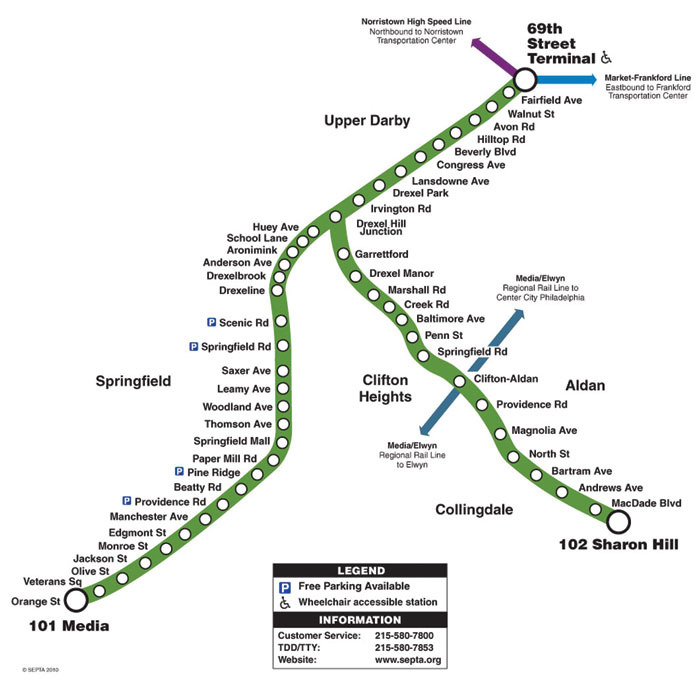 Norristown High Speed Line
Northbound to Norristown
Transportation Center
69th
Street
Terminal
Market-Frankford Line
Eastbound to Frankford
Transportation Center
Upper Darby
Fairfield Ave
Walnut St
Avon Rd
Hilltop Rd
Beverly Blvd
Congress Ave
Lansdowne Ave
Drexel Park
Irvington Rd
Drexel Hill
Junction
Huey Ave
School Lane
Aronimink
Anderson Ave
Drexelbrook
Drexeline
P Scenic Rd
P Springfield Rd
Saxer Ave
Leamy Ave
Woodland Ave
Thomson Ave
Springfield Mall
Paper Mill Rd
P Pine Ridge
Beatty Rd
P Providence Rd
Manchester Ave
Edgmont St
Monroe St
Jackson St
Olive St
Veterans Sq
Orange St
101 Media
Springfield
Garrettford
Drexel Manor
Marshall Rd
Creek Rd
Baltimore Ave
Penn St
Springfield Rd
Clifton-Aldan
Providence Rd
Magnolia Ave
North St
Bartram Ave
Andrews Ave
MacDade Blvd
102 Sharon Hill
Media/Elwyn
Regional Rail Line to
Center City Philadelphia
Clifton
Heights
Aldan
Media/Elwyn
Regional Rail Line
to Elwyn
Collingdale
LEGEND
P Free Parking Available
Wheelchair accessible station
INFORMATION
Customer Service: 215-580-7800
TDD/TTY: 215-580-7853
Website: www.septa.org
© SEPTA 2010